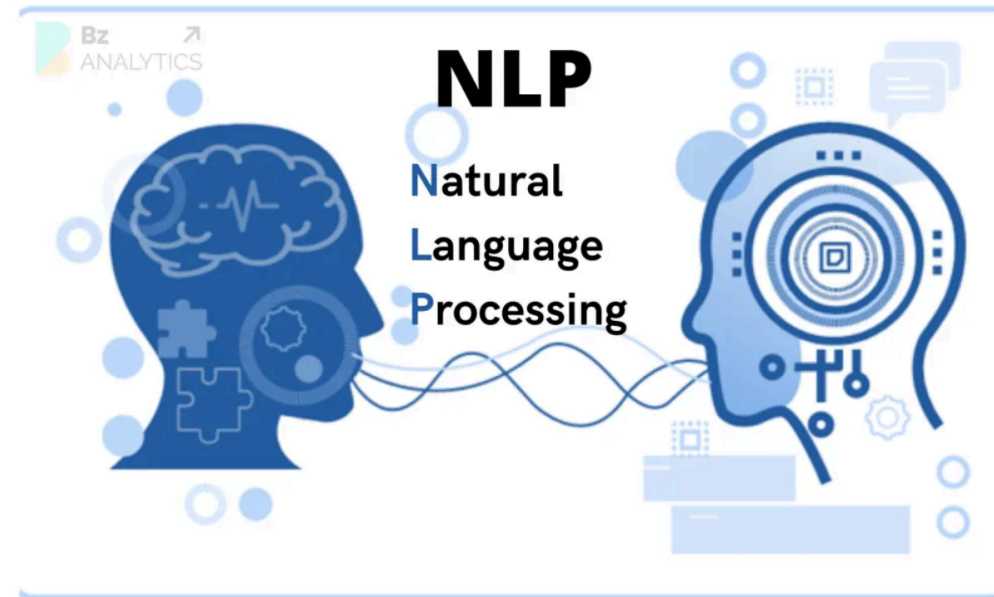 Bz
ANALYTICS
NLP
Natural
Language
Processing